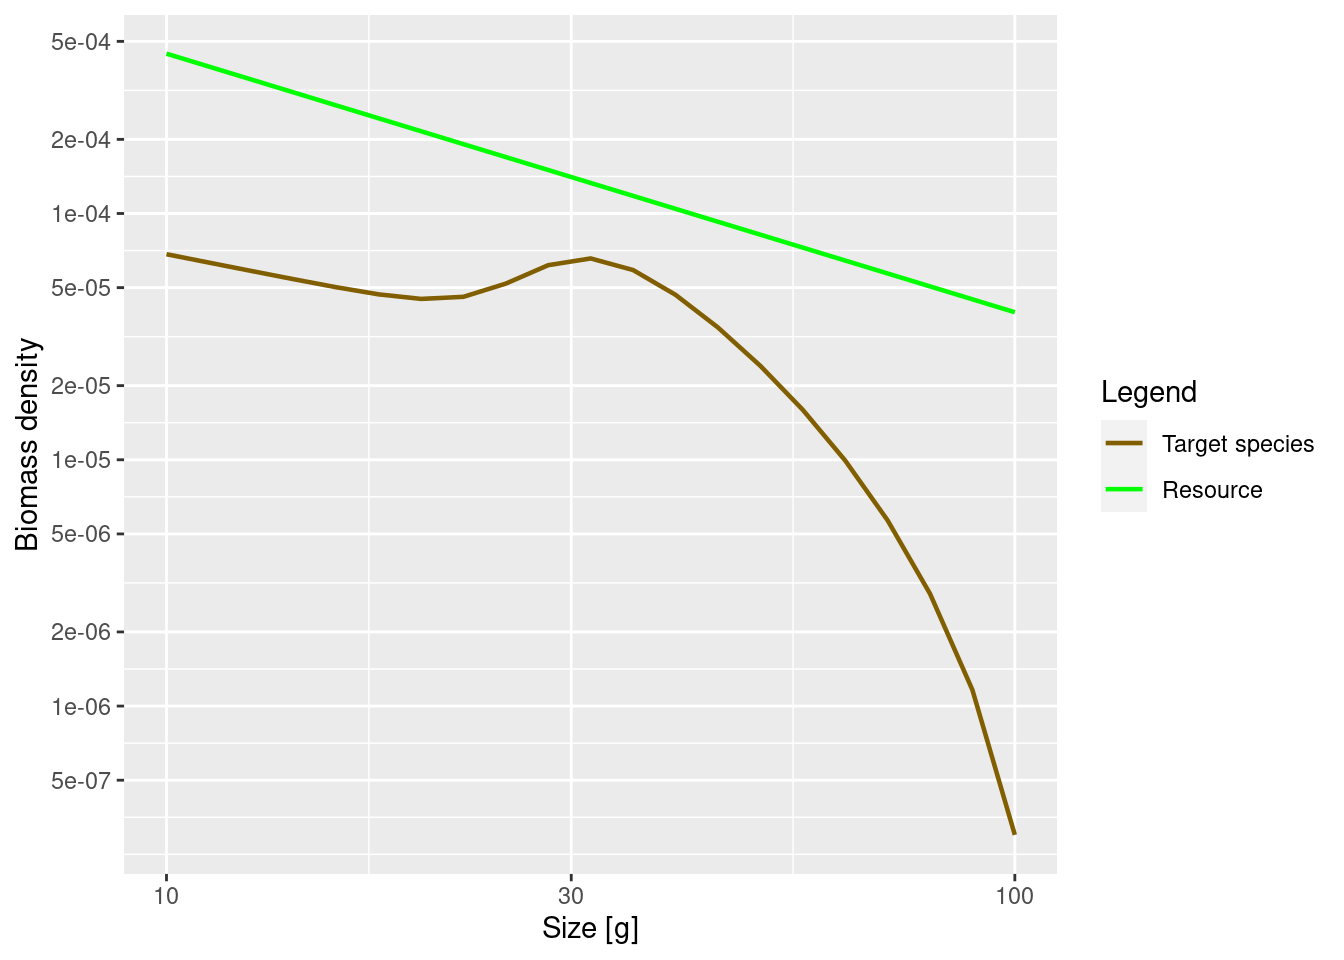 5e-04
2e-04
1e-04
5e-05
2e-05
1e-05
5e-06
2e-06
1e-06
5e-07
Biomass density
10 30 100
Size [g]
Legend
Target species
Resource